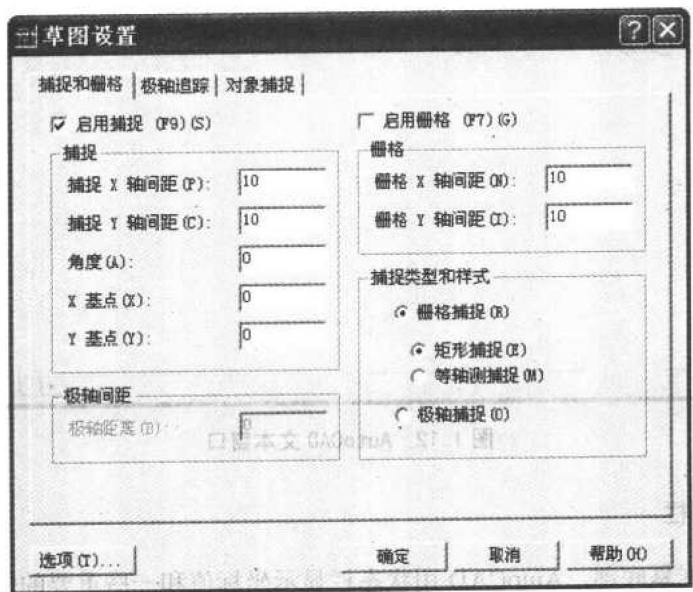 草图设置
捕捉和栅格 极轴追踪 对象捕捉
启用捕捉 (F9)(S)
启用栅格 (F7)(G)
捕捉
捕捉 X 轴间距(P): 10
捕捉 Y 轴间距(C): 10
角度(A): 0
X 基点(X): 0
Y 基点(Y): 0
栅格
栅格 X 轴间距(N): 10
栅格 Y 轴间距(I): 10
捕捉类型和样式
栅格捕捉(R)
矩形捕捉(E)
等轴测捕捉(M)
极轴捕捉(O)
极轴间距
极轴距离(D): 0
图 1.12 AutoCAD 文本窗口
选项(T)...
确定
取消
帮助(H)